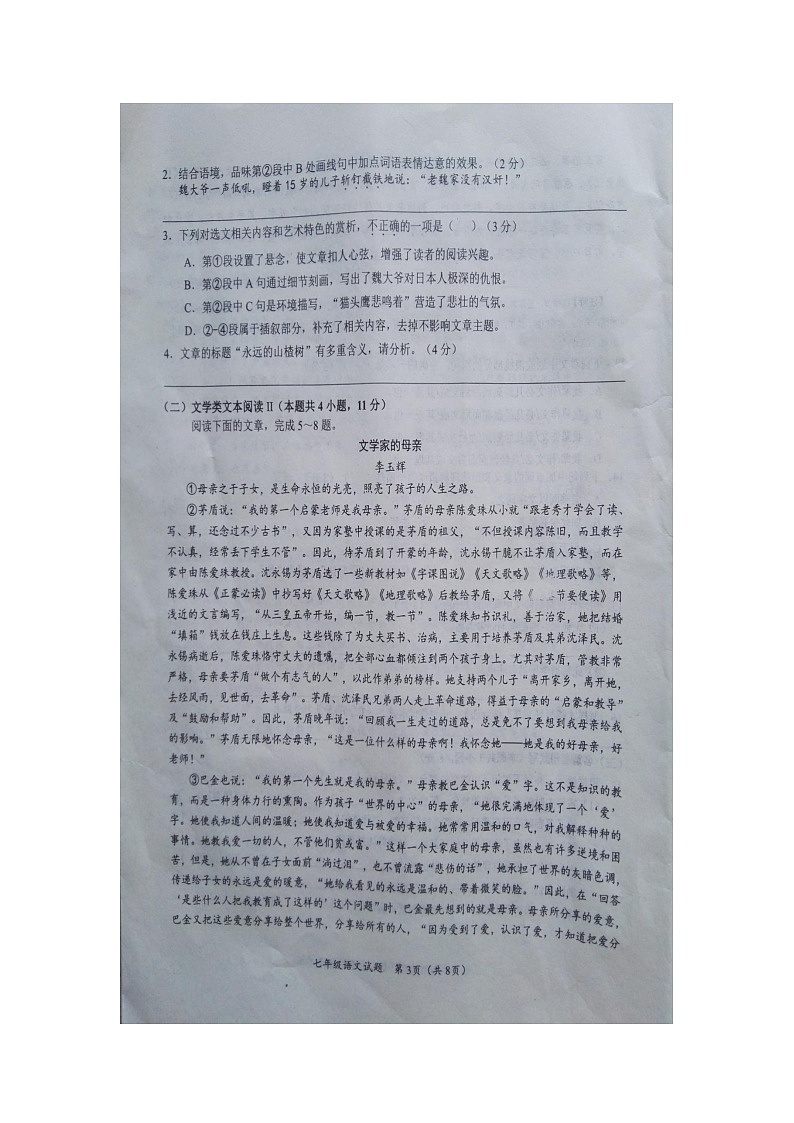 2．结合语境，品味第②段中 B 处画线句中加点词语表情达意的效果。（2 分）
魏大爷一声低吼，瞪着 15 岁的儿子斩钉截铁地说：“老魏家没有汉奸！”
3．下列对选文相关内容和艺术特色的赏析，不正确的一项是（　）（3 分）
A．第①段设置了悬念，使文章扣人心弦，增强了读者的阅读兴趣。
B．第②段中 A 句通过细节刻画，写出了魏大爷对日本人极深的仇恨。
C．第②段中 C 句是环境描写，“猫头鹰悲鸣着”营造了悲壮的气氛。
D．②-④段属于插叙部分，补充了相关内容，去掉不影响文章主题。
4．文章的标题“永远的山楂树”有多重含义，请分析。（4 分）
（二）文学类文本阅读 II（本题共 4 小题，11 分）
阅读下面的文章，完成 5～8 题。
文学家的母亲
李玉辉
①母亲之于子女，是生命永恒的光亮，照亮了孩子的人生之路。
②茅盾说：“我的第一个启蒙老师是我母亲。”茅盾的母亲陈爱珠从小就“跟老秀才学会了读、
写、算，还念过不少古书”，又因为家塾中授课的是茅盾的祖父，“不但授课内容陈旧，而且教学
不认真，经常丢下学生不管”。因此，待茅盾到了开蒙的年龄，沈永锡干脆不让茅盾入家塾，而在
家中由陈爱珠教授。沈永锡为茅盾选了一些新教材如《字课图说》《天文歌略》《地理歌略》等，
陈爱珠从《正蒙必读》中抄写好《天文歌略》《地理歌略》后教给茅盾，又将《节要便读》用
浅近的文言编写，“从三皇五帝开始，编一节，教一节”。陈爱珠知书识礼，善于治家，她把结婚
“填箱”钱放在钱庄上生息。这些钱除了为丈夫买书、治病，主要用于培养茅盾及其弟沈泽民。沈
永锡病逝后，陈爱珠恪守丈夫的遗嘱，把全部心血都倾注到两个孩子身上。尤其对茅盾，管教非常
严格，母亲要茅盾“做个有志气的人”，以此作弟弟的榜样。她支持两个儿子“离开家乡，离开她，
去经风雨，见世面，去革命”。茅盾、沈泽民兄弟两人走上革命道路，得益于母亲的“启蒙和教导”
及“鼓励和帮助”。因此，茅盾晚年说：“回顾我一生走过的道路，总是免不了要想到我母亲给我
的影响。”茅盾无限地怀念母亲，“这是一位什么样的母亲啊！我怀念她——她是我的好母亲，好
老师！”
③巴金也说：“我的第一个先生就是我的母亲。”母亲教巴金认识“爱”字。这不是知识的教
育，而是一种身体力行的熏陶。作为孩子“世界的中心”的母亲，“她很完满地体现了一个‘爱’
字。她使我知道人间的温暖；她使我知道爱与被爱的幸福。她常常用温和的口气，对我解释种种的
事情。她教我爱一切的人，不管他们贫或富。”这样一个大家庭中的母亲，虽然也有许多逆境和困
苦，但是，她从不曾在子女面前“淌过泪”，也不曾流露“悲伤的话”，她承担了世界的灰暗色调，
传递给子女的永远是爱的暖意，“她给我看见的永远是温和的、带着微笑的脸。”因此，在“回答
‘是些什么人把我教育成了这样的’这个问题”时，巴金最先想到的就是母亲。母亲所分享的爱意，
巴金又把这些爱意分享给整个世界，分享给所有的人，“因为受到了爱，认识了爱，才知道把爱分
七年级语文试题　第 3页（共 8页）